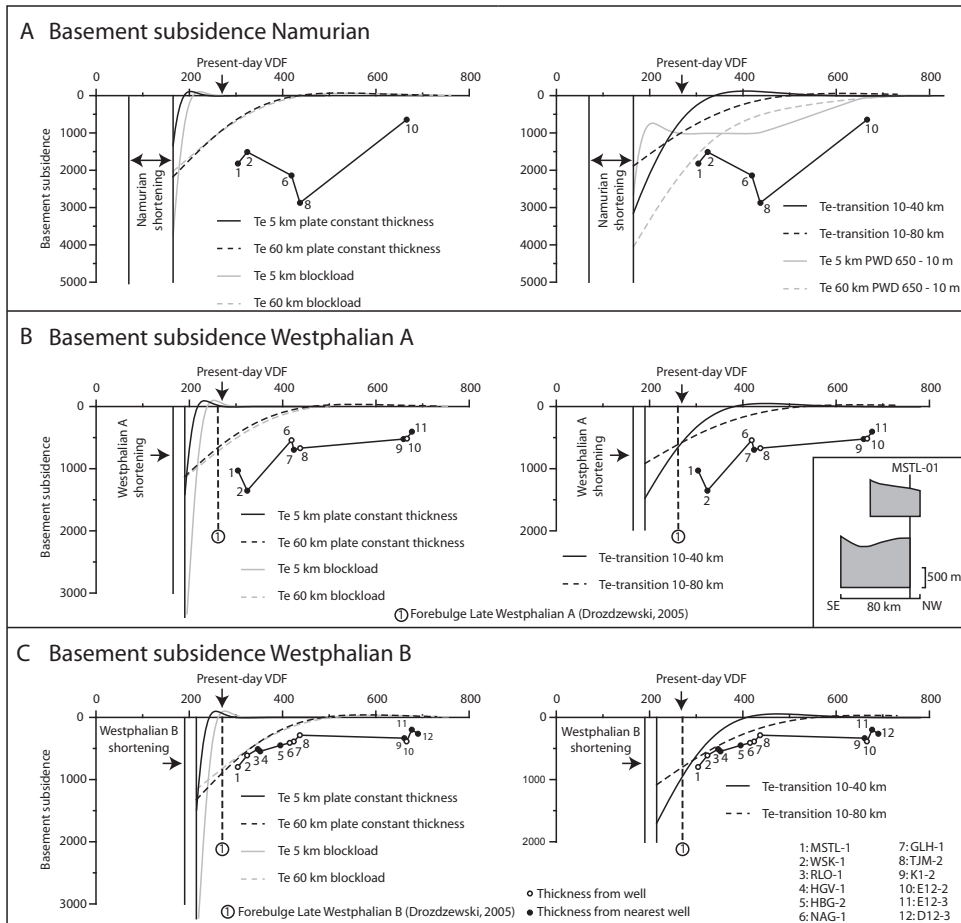 A Basement subsidence Namurian
Present-day VDF
0 200 400 600 800
Basement subsidence
0
1000
2000
3000
4000
5000
Namurian
shortening
1
2
6
8
10
Te 5 km plate constant thickness
Te 60 km plate constant thickness
Te 5 km blockload
Te 60 km blockload
Present-day VDF
0 200 400 600 800
Namurian
shortening
1
2
6
8
10
Te-transition 10-40 km
Te-transition 10-80 km
Te 5 km PWD 650 - 10 m
Te 60 km PWD 650 - 10 m
B Basement subsidence Westphalian A
Present-day VDF
0 200 400 600 800
Basement subsidence
0
1000
2000
3000
Westphalian A
shortening
1
2
6
7
8
9
10
11
1
Te 5 km plate constant thickness
Te 60 km plate constant thickness
Te 5 km blockload
Te 60 km blockload
Present-day VDF
0 200 400 600 800
0
1000
2000
Westphalian A
shortening
1
2
6
7
8
9
10
11
1
Te-transition 10-40 km
Te-transition 10-80 km
MSTL-01
500 m
SE 80 km NW
1 Forebulge Late Westphalian A (Drozdzewski, 2005)
C Basement subsidence Westphalian B
Present-day VDF
0 200 400 600 800
Basement subsidence
0
1000
2000
3000
Westphalian B
shortening
1
2
3 4
5
6
7
8
9
10
11
12
1
Te 5 km plate constant thickness
Te 60 km plate constant thickness
Te 5 km blockload
Te 60 km blockload
1 Forebulge Late Westphalian B (Drozdzewski, 2005)
Present-day VDF
0 200 400 600 800
0
1000
2000
Westphalian B
shortening
1
2
3 4
5
6
7
8
9
10
11
12
1
Te-transition 10-40 km
Te-transition 10-80 km
Thickness from well
Thickness from nearest well
1: MSTL-1
2: WSK-1
3: RLO-1
4: HGV-1
5: HBG-2
6: NAG-1
7: GLH-1
8: TJM-2
9: K1-2
10: E12-2
11: E12-3
12: D12-3